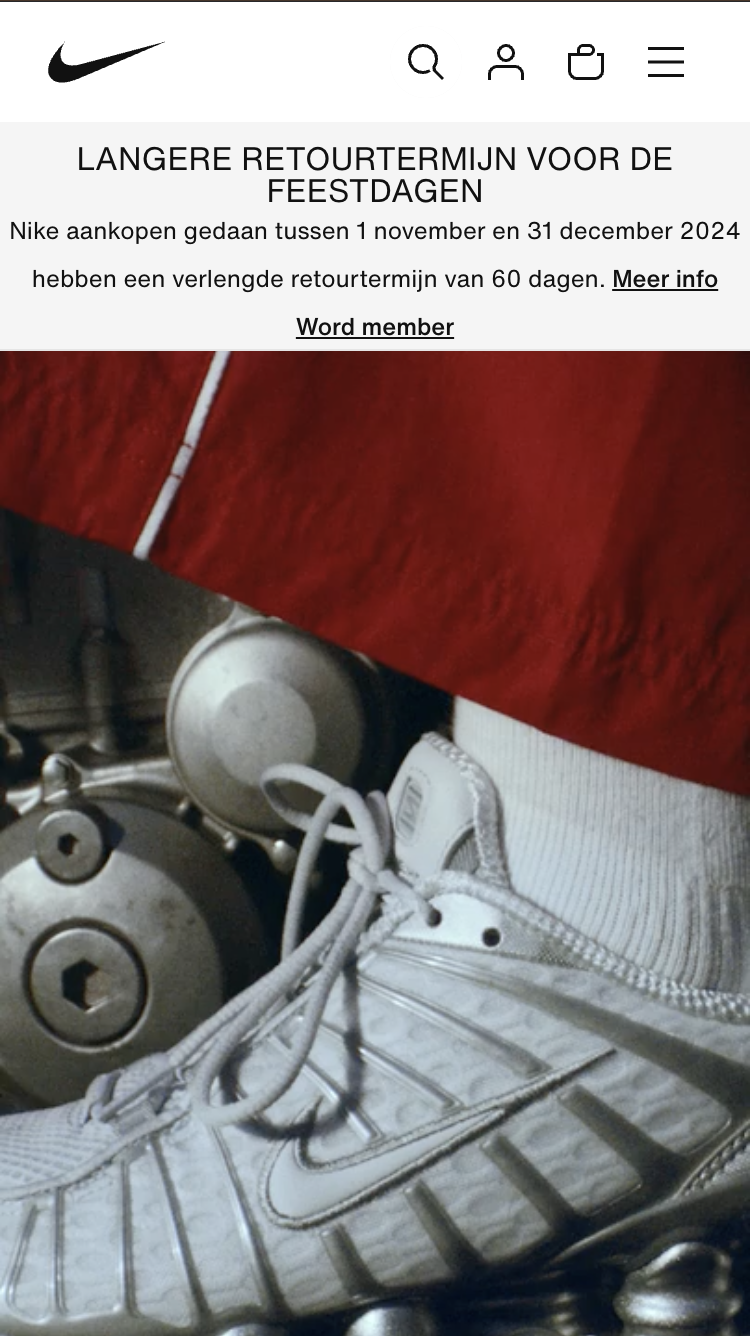 LANGERE RETOURTERMIJN VOOR DE
FEESTDAGEN
Nike aankopen gedaan tussen 1 november en 31 december 2024
hebben een verlengde retourtermijn van 60 dagen. Meer info
Word member